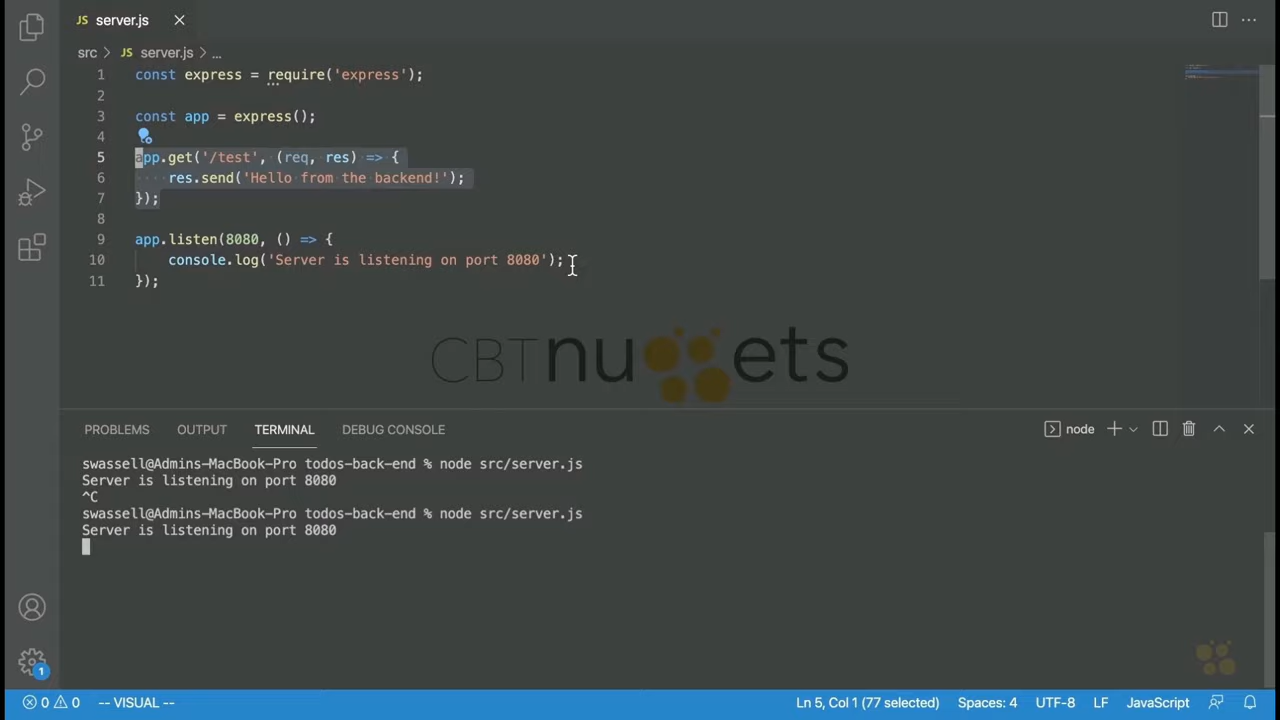 JS server.js
src > JS server.js > ...
1 const express = require('express');
2
3 const app = express();
4
5 app.get('/test', (req, res) => {
6 res.send('Hello from the backend!');
7 });
8
9 app.listen(8080, () => {
10 console.log('Server is listening on port 8080');
11 });
CBTnuggets
PROBLEMS OUTPUT TERMINAL DEBUG CONSOLE node
swassell@Admins-MacBook-Pro todos-back-end % node src/server.js
Server is listening on port 8080
^C
swassell@Admins-MacBook-Pro todos-back-end % node src/server.js
Server is listening on port 8080
1
0 0 -- VISUAL -- Ln 5, Col 1 (77 selected) Spaces: 4 UTF-8 LF JavaScript